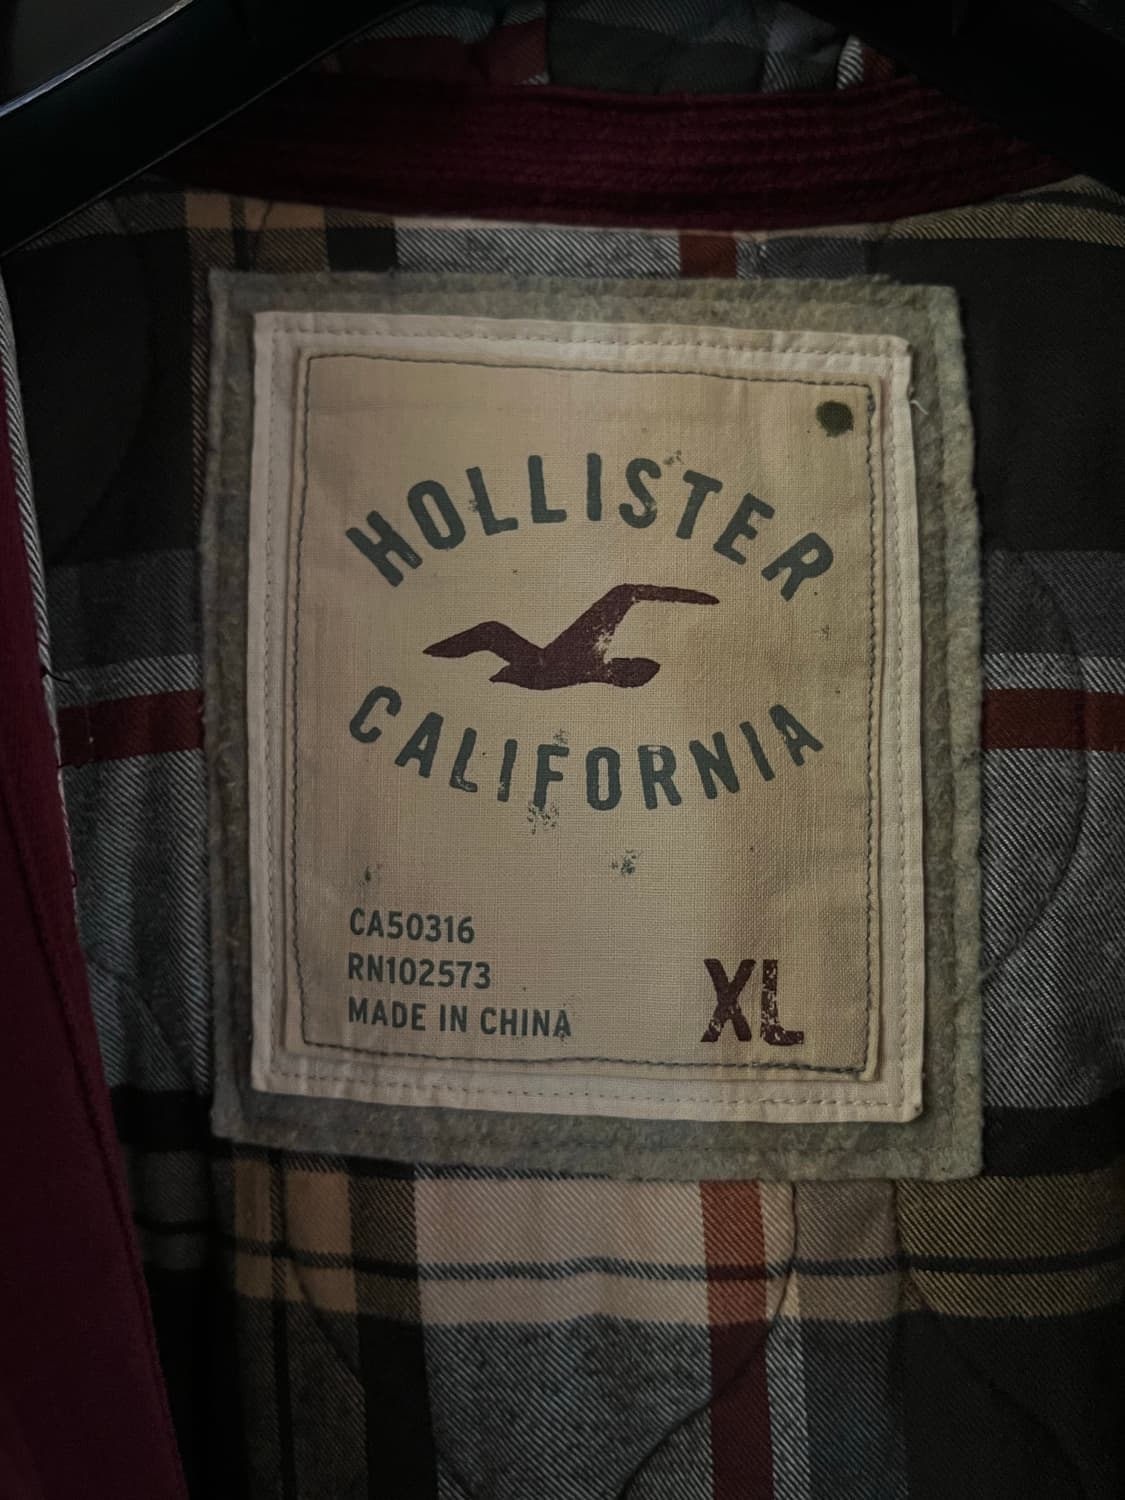 HOLLISTER
CALIFORNIA
CA50316
RN102573
MADE IN CHINA
XL